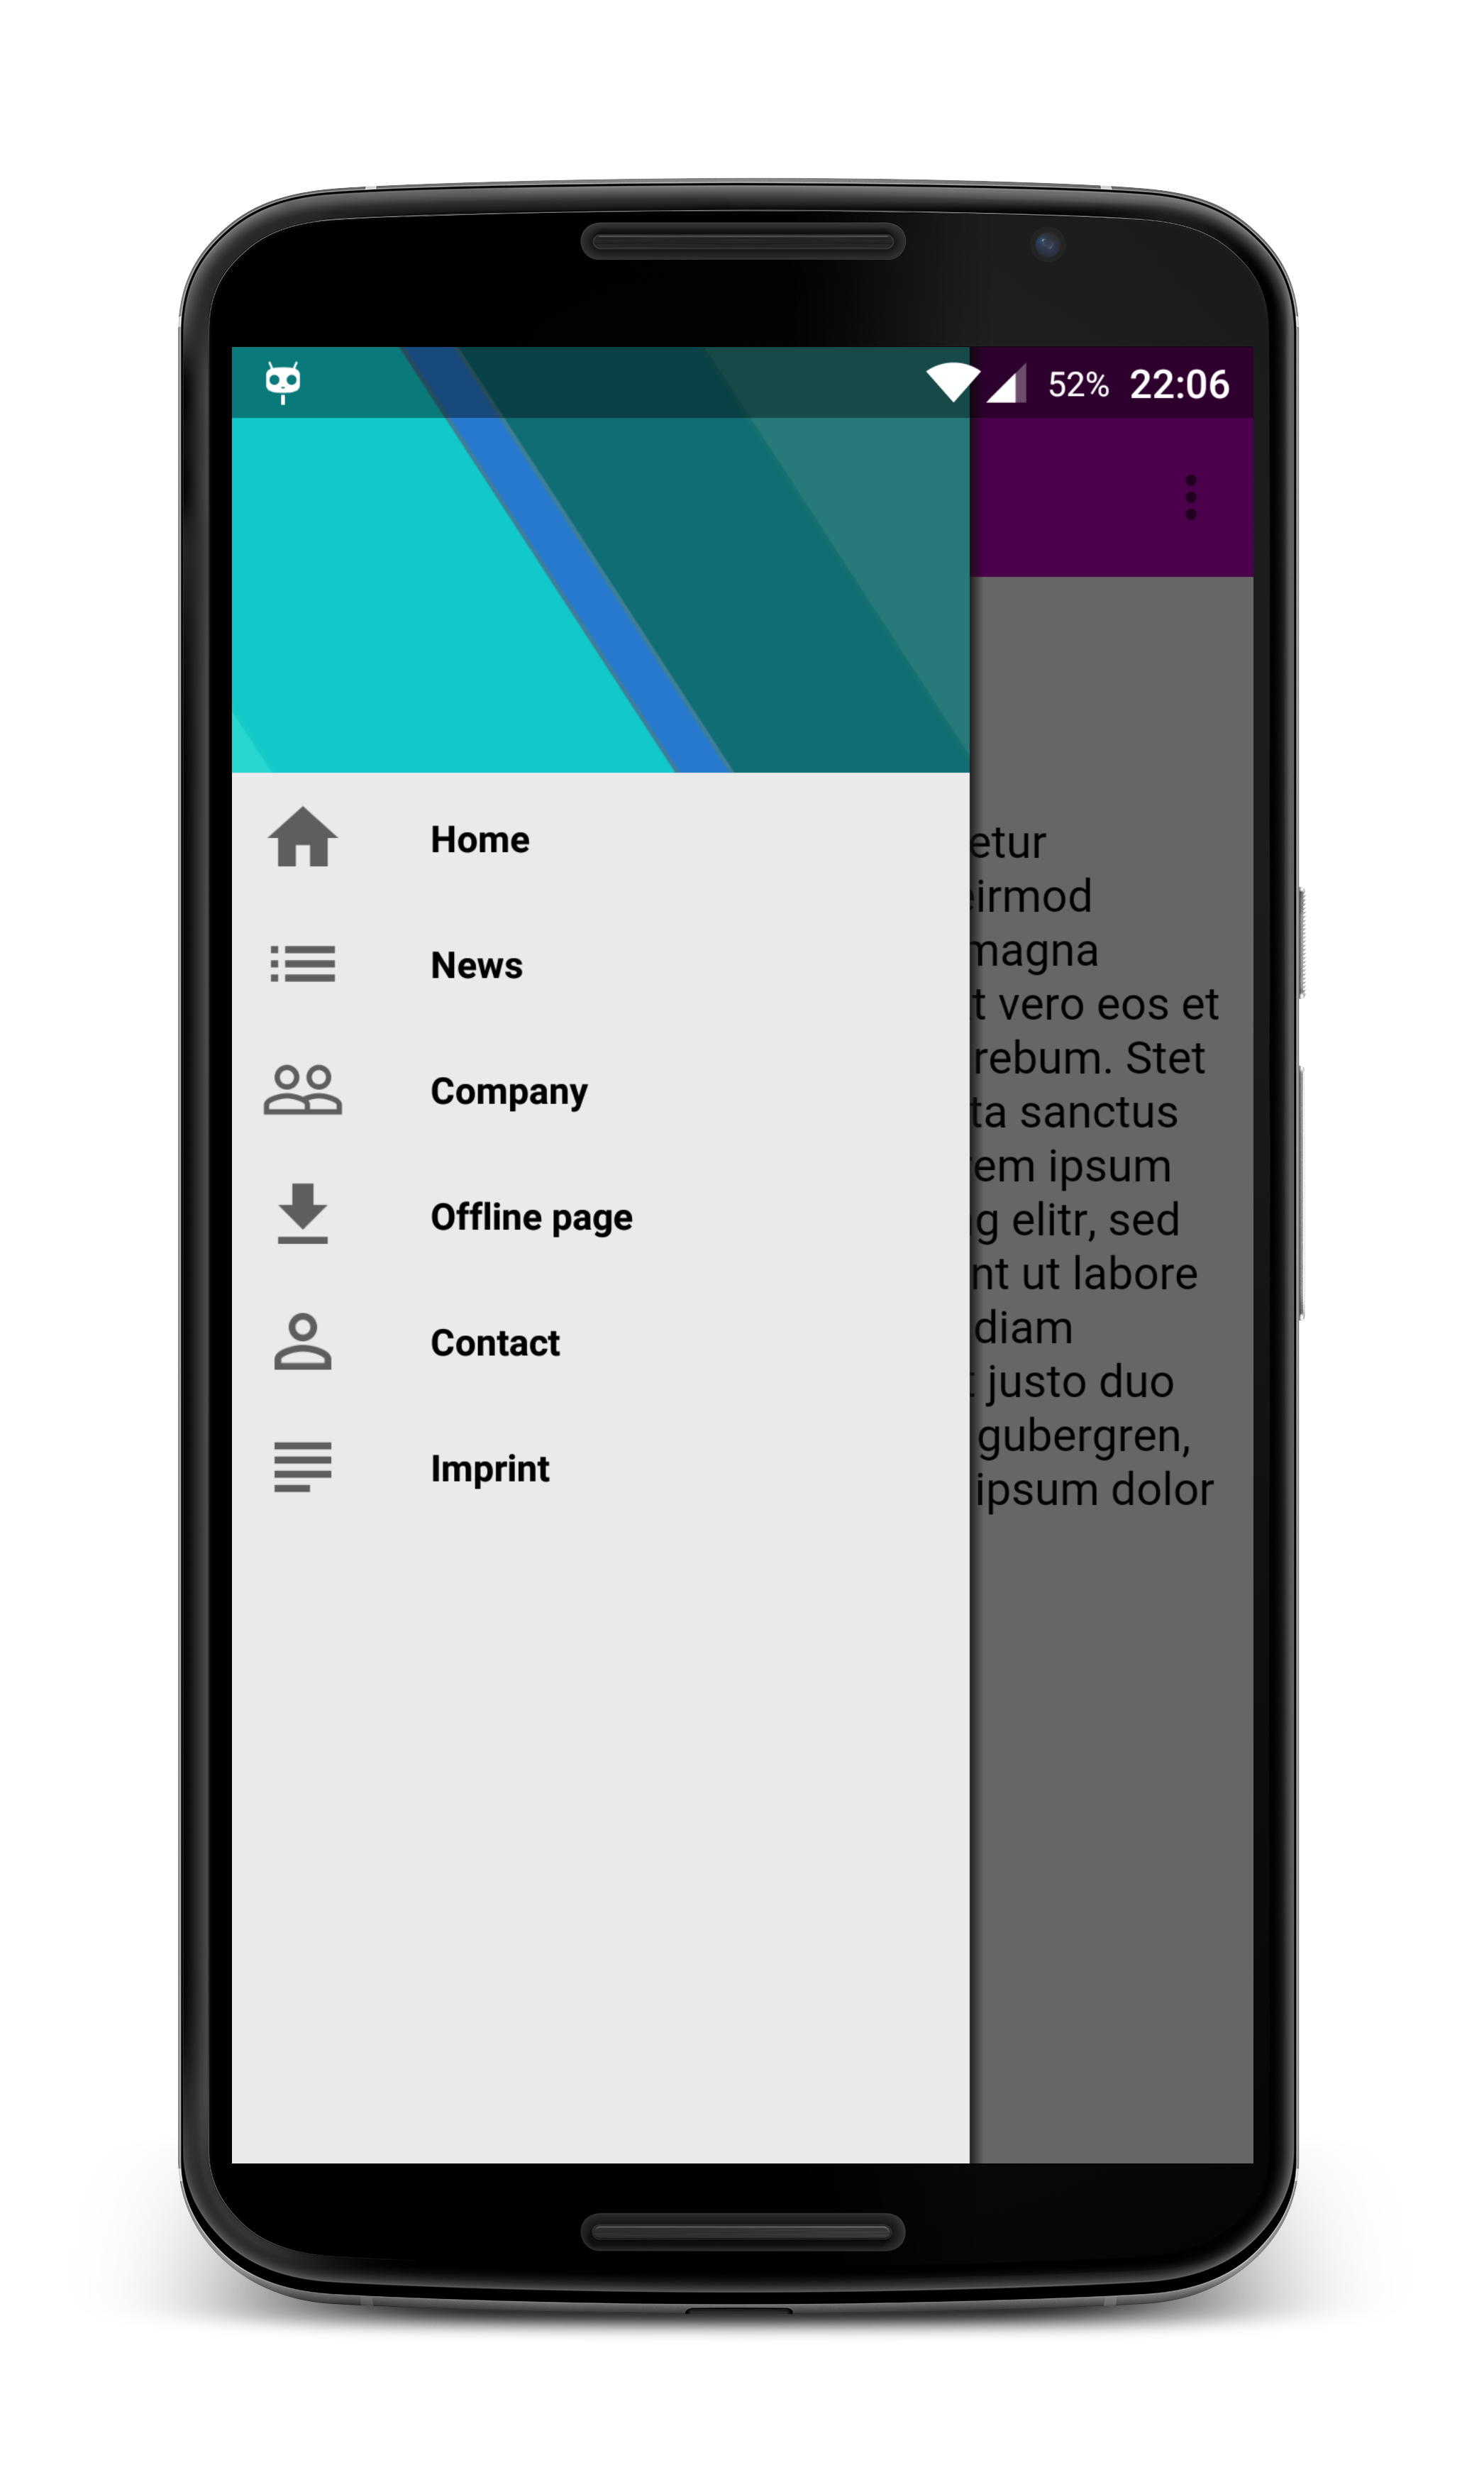 52% 22:06
Home
News
Company
Offline page
Contact
Imprint
etur
eirmod
magna
t vero eos et
rebum. Stet
ta sanctus
em ipsum
g elitr, sed
nt ut labore
diam
justo duo
gubergren,
ipsum dolor